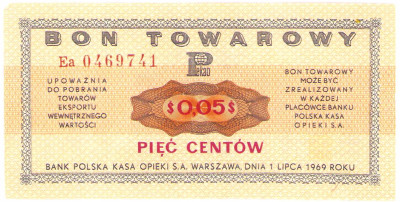 BON TOWAROWY
Ea 0469741
Pekao
UPOWAŻNIA
DO POBRANIA
TOWARÓW
EKSPORTU
WEWNĘTRZNEGO
WARTOŚCI
$0,05$
BON TOWAROWY
MOŻE BYĆ
ZREALIZOWANY
W KAŻDEJ
PLACÓWCE BANKU
POLSKA KASA
OPIEKI S.A.
PIĘĆ CENTÓW
BANK POLSKA KASA OPIEKI S.A. WARSZAWA, DNIA 1 LIPCA 1969 ROKU